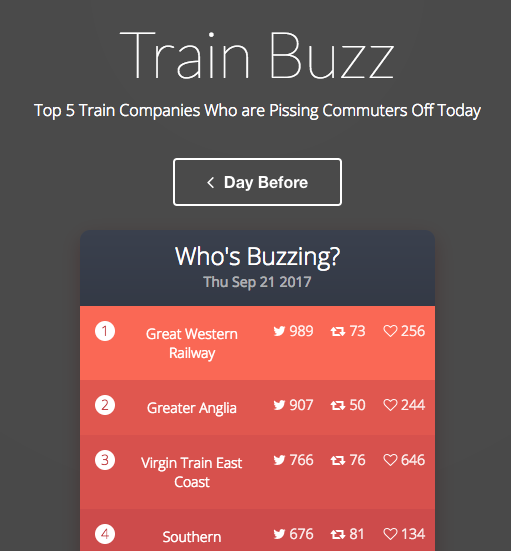 Train Buzz
Top 5 Train Companies Who are Pissing Commuters Off Today
Day Before
Who's Buzzing?
Thu Sep 21 2017
1 Great Western 989 73 256
Railway
2 Greater Anglia 907 50 244
3 Virgin Train East 766 76 646
Coast
4 Southern 676 81 134